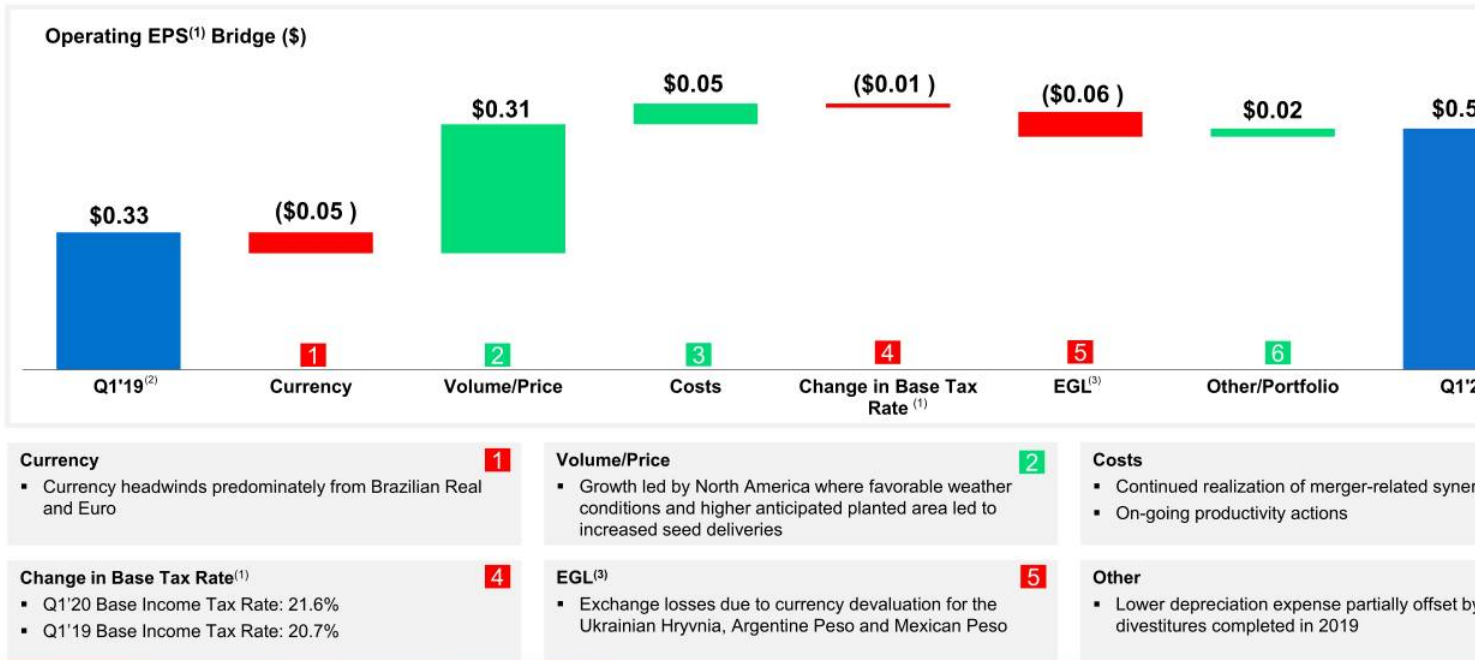 Operating EPS(1) Bridge ($)
$0.33
($0.05 )
$0.31
$0.05
($0.01 )
($0.06 )
$0.02
$0.5
1
2
3
4
5
6
Q1'19(2)
Currency
Volume/Price
Costs
Change in Base Tax
Rate (1)
EGL(3)
Other/Portfolio
Q1'2
Currency
1
▪ Currency headwinds predominately from Brazilian Real
and Euro
Volume/Price
2
▪ Growth led by North America where favorable weather
conditions and higher anticipated planted area led to
increased seed deliveries
Costs
▪ Continued realization of merger-related syner
▪ On-going productivity actions
Change in Base Tax Rate(1)
4
▪ Q1'20 Base Income Tax Rate: 21.6%
▪ Q1'19 Base Income Tax Rate: 20.7%
EGL(3)
5
▪ Exchange losses due to currency devaluation for the
Ukrainian Hryvnia, Argentine Peso and Mexican Peso
Other
▪ Lower depreciation expense partially offset by
divestitures completed in 2019